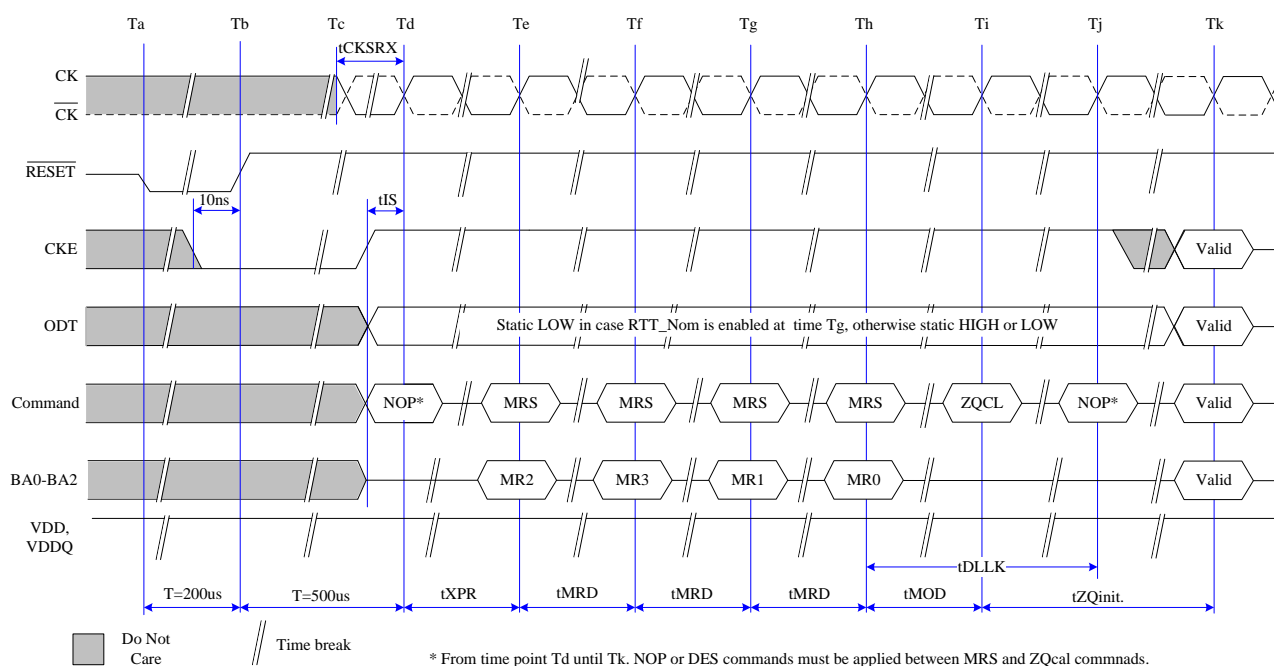 Ta Tb Tc Td Te Tf Tg Th Ti Tj Tk
tCKSRX
CK
CK
RESET
10ns tIS
CKE Valid
ODT Static LOW in case RTT_Nom is enabled at time Tg, otherwise static HIGH or LOW Valid
Command NOP* MRS MRS MRS MRS ZQCL NOP* Valid
BA0-BA2 MR2 MR3 MR1 MR0 Valid
VDD,
VDDQ
tDLLK
T=200us T=500us tXPR tMRD tMRD tMRD tMOD tZQinit.
Do Not
Care
Time break
* From time point Td until Tk. NOP or DES commands must be applied between MRS and ZQcal commnads.